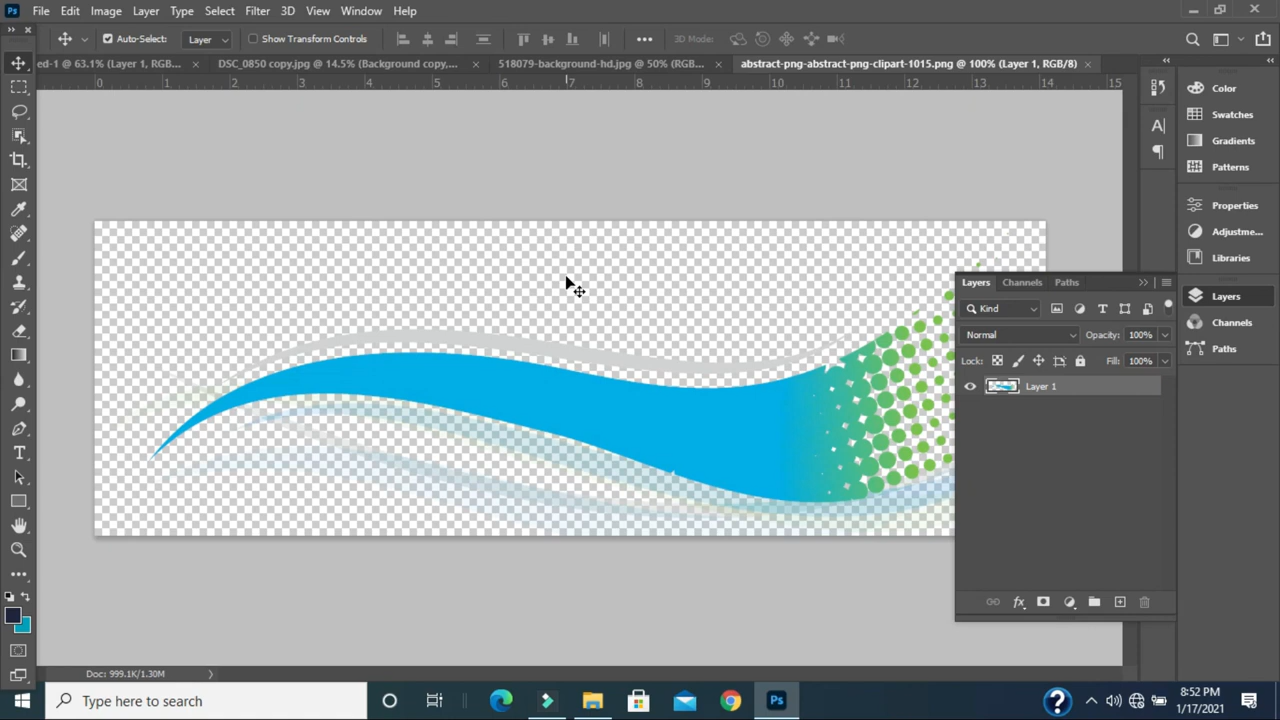 Ps File Edit Image Layer Type Select Filter 3D View Window Help
Auto-Select: Layer Show Transform Controls 3D Mode:
ed-1 @ 63.1% (Layer 1, RGB... × DSC_0850 copy.jpg @ 14.5% (Background copy,... × 518079-background-hd.jpg @ 50% (RGB... × abstract-png-abstract-png-clipart-1015.png @ 100% (Layer 1, RGB/8) ×
0 1 2 3 4 5 6 7 8 9 10 11 12 13 14 15
Color
Swatches
Gradients
Patterns
Properties
Adjustme...
Libraries
Layers
Channels
Paths
Layers Channels Paths
Kind
Normal Opacity: 100%
Lock: Fill: 100%
Layer 1
fx
Doc: 999.1K/1.30M
Type here to search
Ps
8:52 PM
1/17/2021